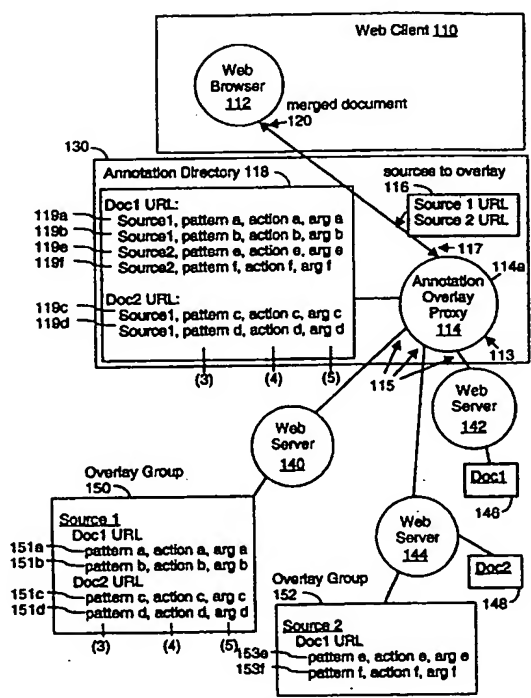 Web Client 110
Web
Browser
112
merged document
120
130
Annotation Directory 118
sources to overlay
116
Source 1 URL
Source 2 URL
Doc1 URL:
119a Source1, pattern a, action a, arg a
119b Source1, pattern b, action b, arg b
119e Source2, pattern e, action e, arg e
119f Source2, pattern f, action f, arg f
117
114a
Annotation
Overlay
Proxy
114
Doc2 URL:
119c Source1, pattern c, action c, arg c
119d Source1, pattern d, action d, arg d
113
(3) (4) (5)
115
Web
Server
142
Web
Server
140
Doc1
146
Overlay Group
150
Source 1
Doc1 URL
151a pattern a, action a, arg a
151b pattern b, action b, arg b
Doc2 URL
151c pattern c, action c, arg c
151d pattern d, action d, arg d
(3) (4) (5)
Web
Server
144
Doc2
148
Overlay Group
152
Source 2
Doc1 URL
153e pattern e, action e, arg e
153f pattern f, action f, arg f